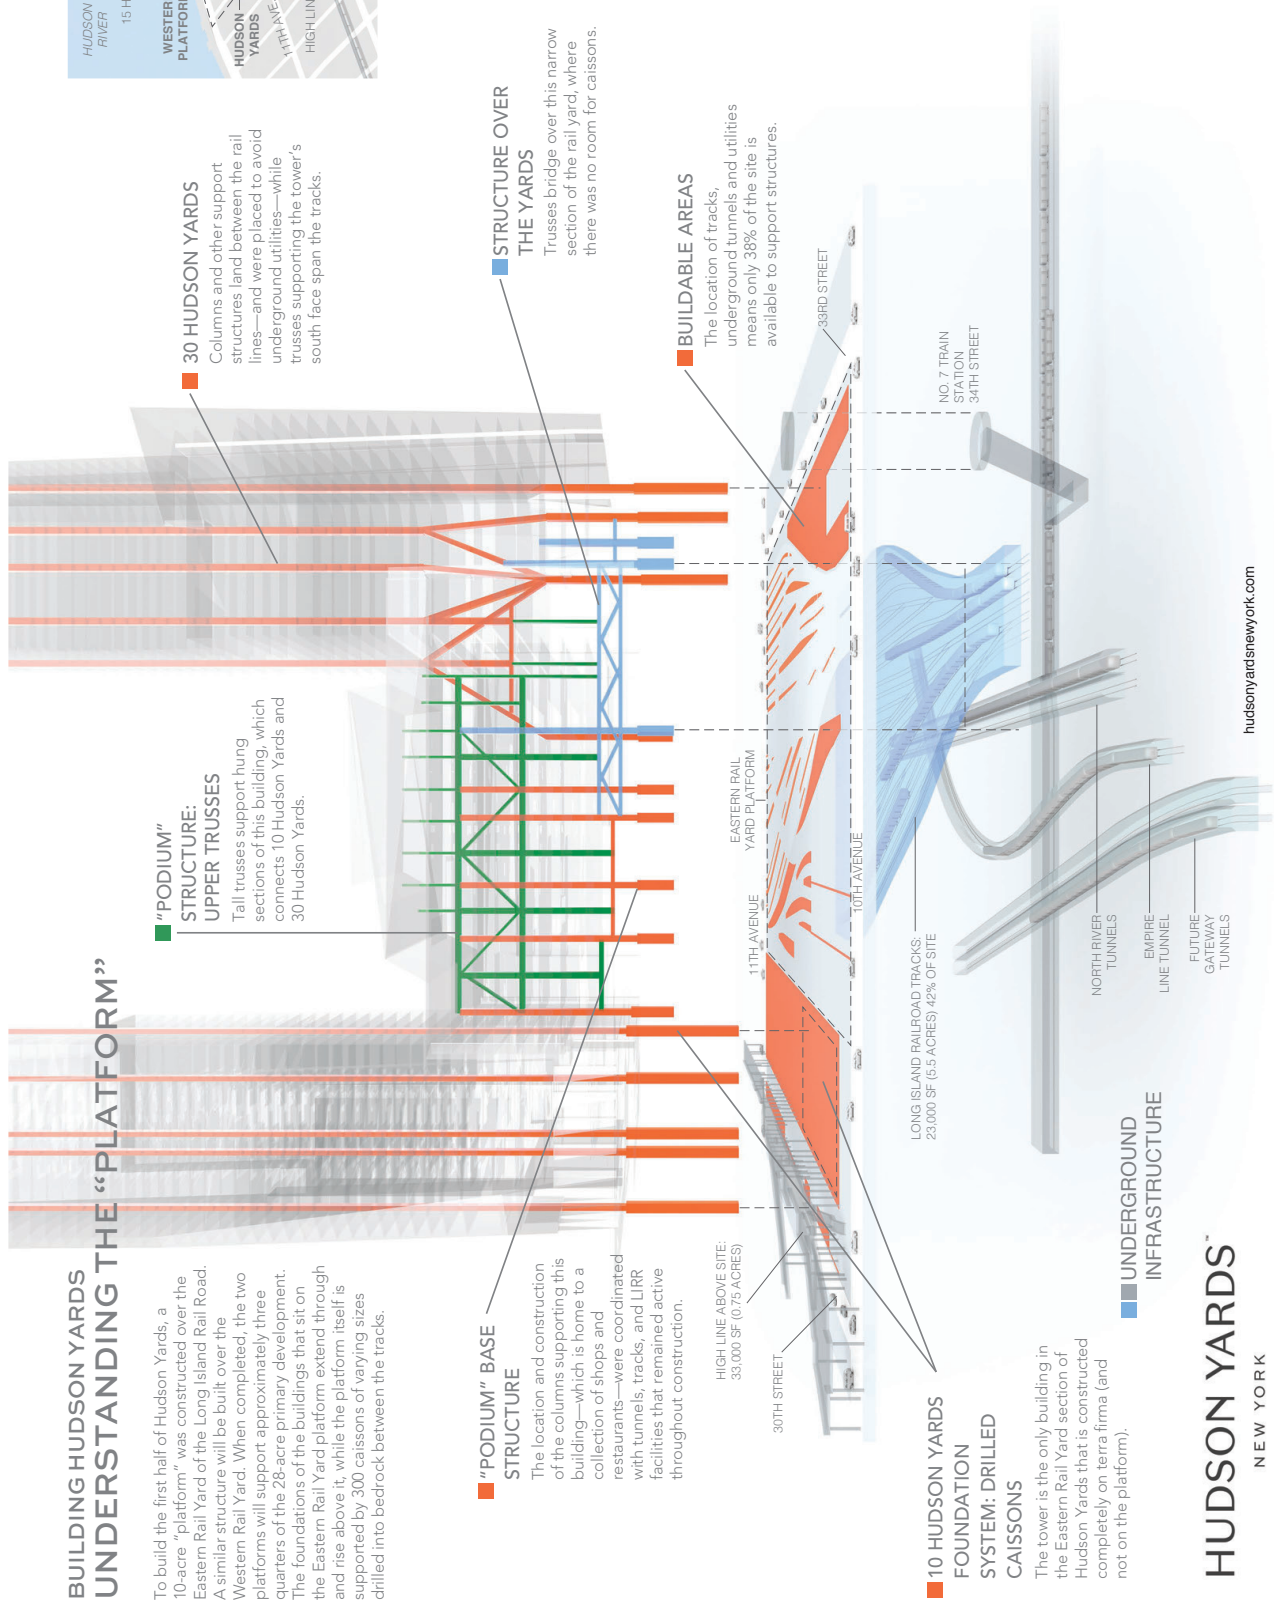 BUILDING HUDSON YARDS
UNDERSTANDING THE “PLATFORM”
To build the first half of Hudson Yards, a
10-acre “platform” was constructed over the
Eastern Rail Yard of the Long Island Rail Road.
A similar structure will be built over the
Western Rail Yard. When completed, the two
platforms will support approximately three
quarters of the 28-acre primary development.
The foundations of the buildings that sit on
the Eastern Rail Yard platform extend through
and rise above it, while the platform itself is
supported by 300 caissons of varying sizes
drilled into bedrock between the tracks.
“PODIUM”
STRUCTURE:
UPPER TRUSSES
Tall trusses support hung
sections of this building, which
connects 10 Hudson Yards and
30 Hudson Yards.
30 HUDSON YARDS
Columns and other support
structures land between the rail
lines—and were placed to avoid
underground utilities—while
trusses supporting the tower’s
south face span the tracks.
HUDSON
RIVER
15 H
WESTER
PLATFOR
HUDSON
YARDS
11TH AVE
HIGH LIN
STRUCTURE OVER
THE YARDS
Trusses bridge over this narrow
section of the rail yard, where
there was no room for caissons.
“PODIUM” BASE
STRUCTURE
The location and construction
of the columns supporting this
building—which is home to a
collection of shops and
restaurants—were coordinated
with tunnels, tracks, and LIRR
facilities that remained active
throughout construction.
BUILDABLE AREAS
The location of tracks,
underground tunnels and utilities
means only 38% of the site is
available to support structures.
HIGH LINE ABOVE SITE:
33,000 SF (0.75 ACRES)
30TH STREET
11TH AVENUE
EASTERN RAIL
YARD PLATFORM
33RD STREET
10TH AVENUE
NO. 7 TRAIN
STATION
34TH STREET
10 HUDSON YARDS
FOUNDATION
SYSTEM: DRILLED
CAISSONS
The tower is the only building in
the Eastern Rail Yard section of
Hudson Yards that is constructed
completely on terra firma (and
not on the platform).
LONG ISLAND RAILROAD TRACKS:
23,000 SF (5.5 ACRES) 42% OF SITE
NORTH RIVER
TUNNELS
EMPIRE
LINE TUNNEL
FUTURE
GATEWAY
TUNNELS
UNDERGROUND
INFRASTRUCTURE
HUDSON YARDS™
NEW YORK
hudsonyardsnewyork.com